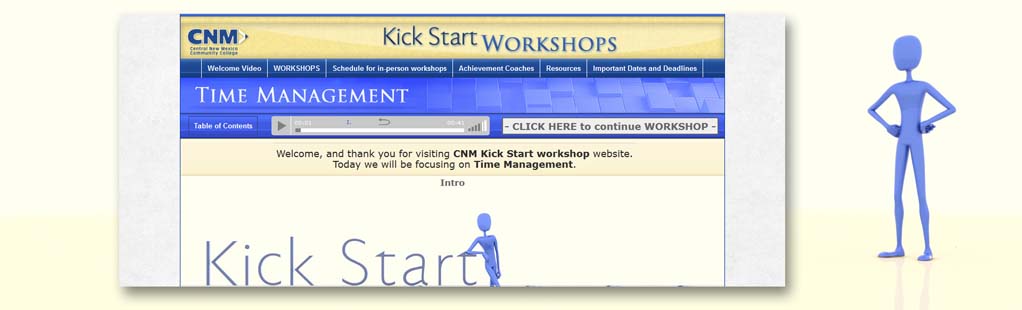 CNM
Central New Mexico
Community College
Kick Start WORKSHOPS
Welcome Video WORKSHOPS Schedule for in-person workshops Achievement Coaches Resources Important Dates and Deadlines
TIME MANAGEMENT
Table of Contents 00:01 1. 00:41 - CLICK HERE to continue WORKSHOP -
Welcome, and thank you for visiting CNM Kick Start workshop website.
Today we will be focusing on Time Management.
Intro
Kick Start